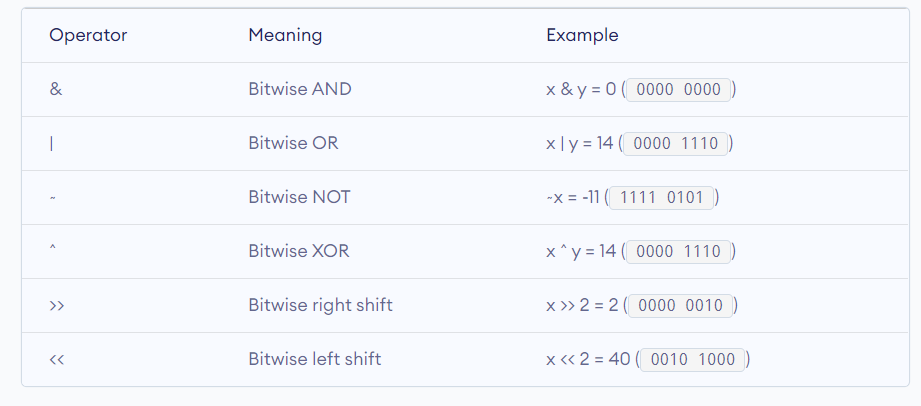 Operator Meaning Example
& Bitwise AND x & y = 0 (0000 0000)
| Bitwise OR x | y = 14 (0000 1110)
~ Bitwise NOT ~x = -11 (1111 0101)
^ Bitwise XOR x ^ y = 14 (0000 1110)
>> Bitwise right shift x >> 2 = 2 (0000 0010)
<< Bitwise left shift x << 2 = 40 (0010 1000)